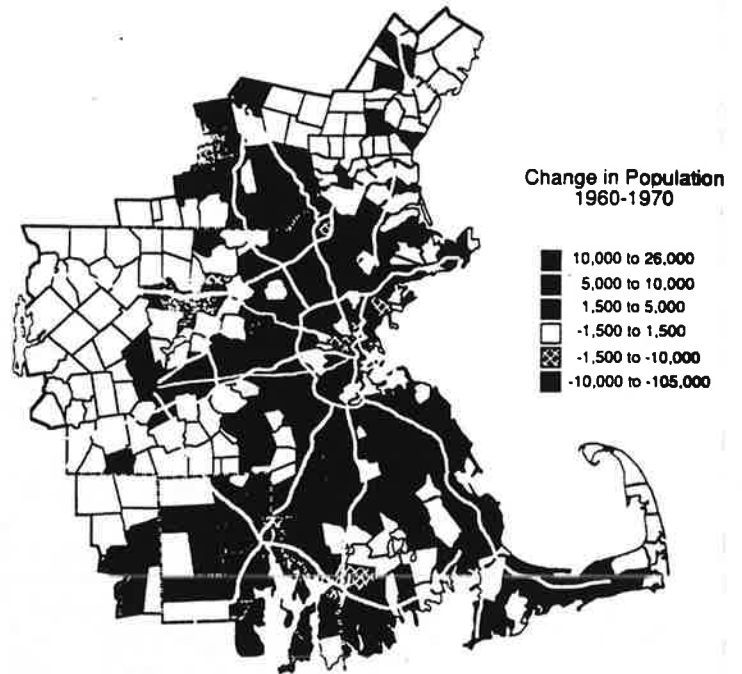 Change in Population
1960-1970
10,000 to 26,000
5,000 to 10,000
1,500 to 5,000
-1,500 to 1,500
-1,500 to -10,000
-10,000 to -105,000